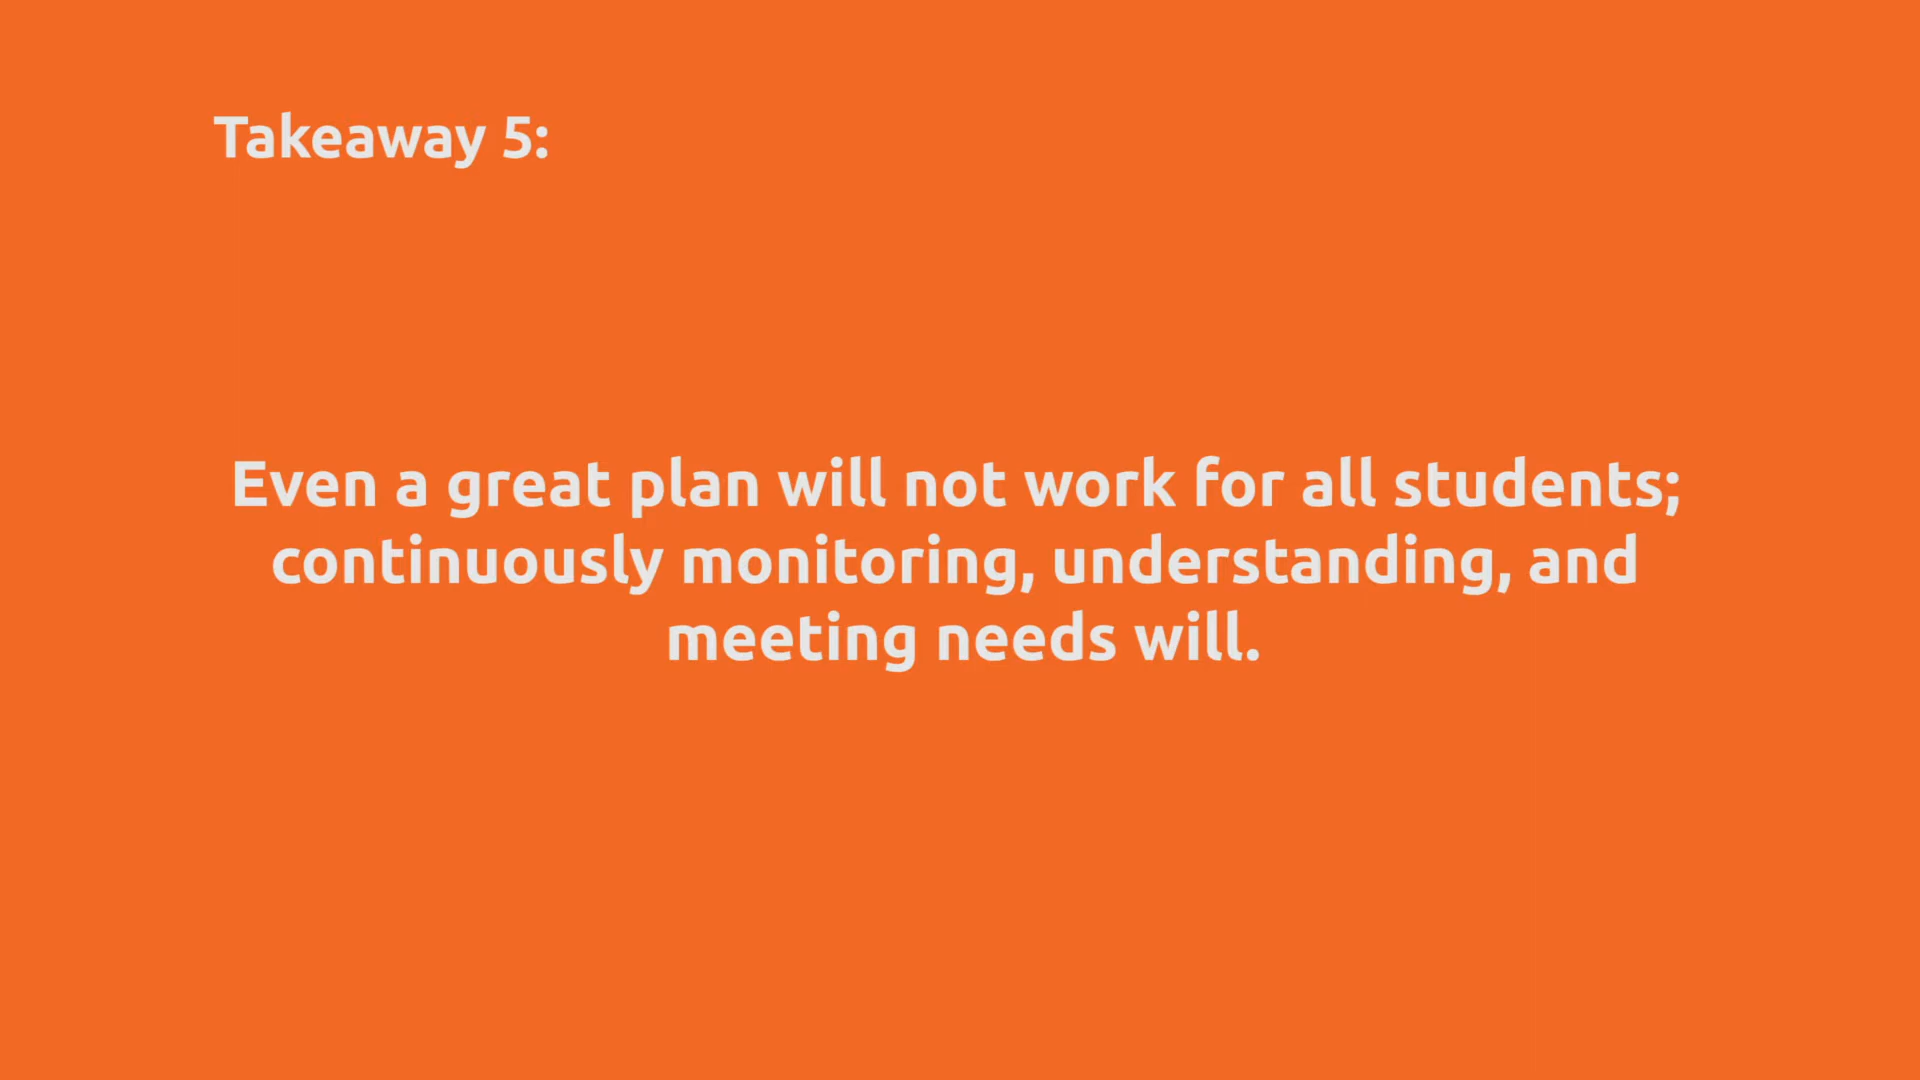 Takeaway 5:
Even a great plan will not work for all students;
continuously monitoring, understanding, and
meeting needs will.